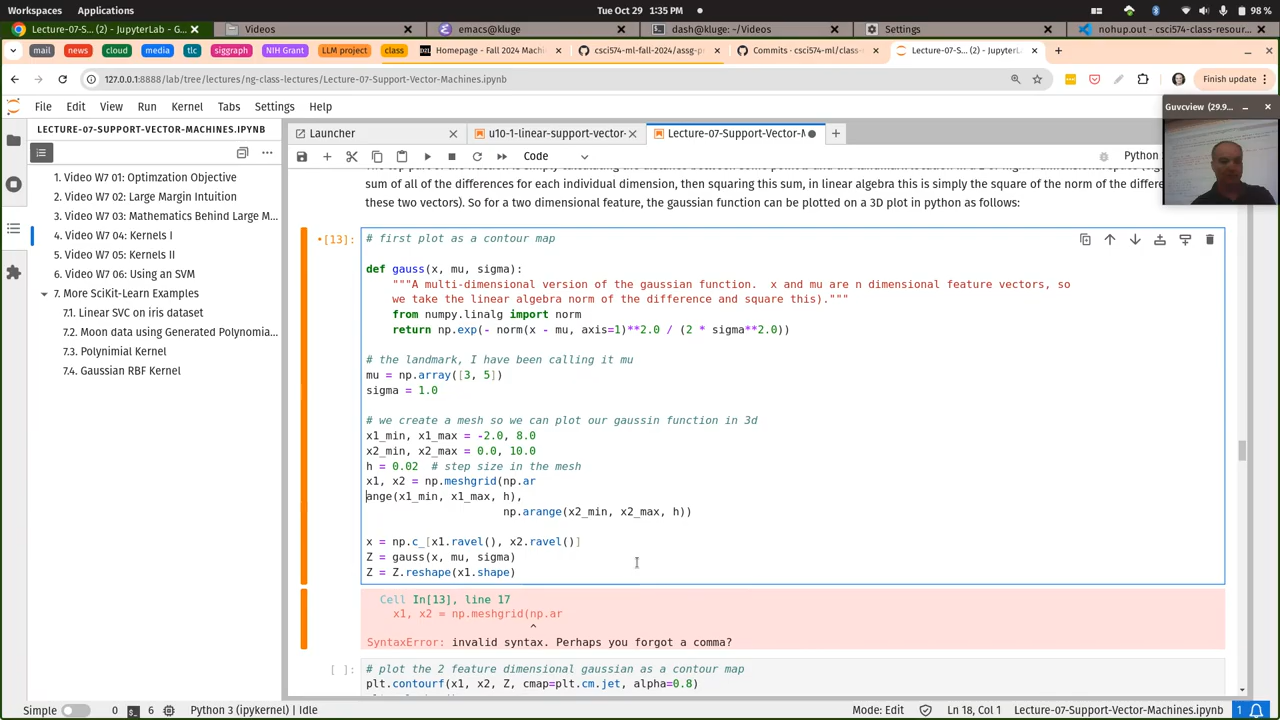 Workspaces Applications Tue Oct 29 1:35 PM 98 %
Lecture-07-S... (2) - JupyterLab - G
Videos
emacs@kluge
dash@kluge: ~/Videos
Settings
nohup.out - csci574-class-resour...
mail news cloud media tlc siggraph NIH Grant LLM project class
Homepage - Fall 2024 Machin
csci574-ml-fall-2024/assg-p
Commits · csci574-ml/class-
Lecture-07-S... (2) - JupyterL
127.0.0.1:8888/lab/tree/lectures/ng-class-lectures/Lecture-07-Support-Vector-Machines.ipynb
Finish update
File Edit View Run Kernel Tabs Settings Help
Guvcview (29.9...
LECTURE-07-SUPPORT-VECTOR-MACHINES.IPYNB
Launcher
u10-1-linear-support-vector-
Lecture-07-Support-Vector-M
Code
Python
1. Video W7 01: Optimzation Objective
2. Video W7 02: Large Margin Intuition
3. Video W7 03: Mathematics Behind Large M...
4. Video W7 04: Kernels I
5. Video W7 05: Kernels II
6. Video W7 06: Using an SVM
7. More SciKit-Learn Examples
7.1. Linear SVC on iris dataset
7.2. Moon data using Generated Polynomia...
7.3. Polynimial Kernel
7.4. Gaussian RBF Kernel
sum of all of the differences for each individual dimension, then squaring this sum, in linear algebra this is simply the square of the norm of the differe
these two vectors). So for a two dimensional feature, the gaussian function can be plotted on a 3D plot in python as follows:
[13]:
# first plot as a contour map
def gauss(x, mu, sigma):
"""A multi-dimensional version of the gaussian function.  x and mu are n dimensional feature vectors, so
we take the linear algebra norm of the difference and square this)."""
from numpy.linalg import norm
return np.exp(- norm(x - mu, axis=1)**2.0 / (2 * sigma**2.0))
# the landmark, I have been calling it mu
mu = np.array([3, 5])
sigma = 1.0
# we create a mesh so we can plot our gaussin function in 3d
x1_min, x1_max = -2.0, 8.0
x2_min, x2_max = 0.0, 10.0
h = 0.02  # step size in the mesh
x1, x2 = np.meshgrid(np.ar
ange(x1_min, x1_max, h),
np.arange(x2_min, x2_max, h))
x = np.c_[x1.ravel(), x2.ravel()]
Z = gauss(x, mu, sigma)
Z = Z.reshape(x1.shape)
Cell In[13], line 17
x1, x2 = np.meshgrid(np.ar
^
SyntaxError: invalid syntax. Perhaps you forgot a comma?
[ ]:
# plot the 2 feature dimensional gaussian as a contour map
plt.contourf(x1, x2, Z, cmap=plt.cm.jet, alpha=0.8)
Simple 0 6 Python 3 (ipykernel) | Idle Mode: Edit Ln 18, Col 1 Lecture-07-Support-Vector-Machines.ipynb 1